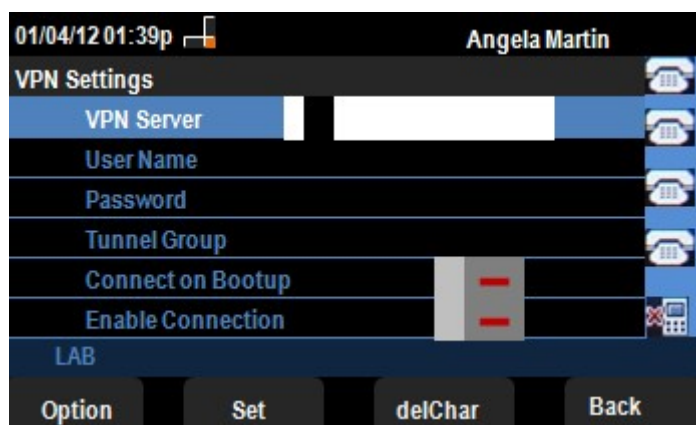 01/04/12 01:39p Angela Martin
VPN Settings
VPN Server
User Name
Password
Tunnel Group
Connect on Bootup
Enable Connection
LAB
Option Set delChar Back